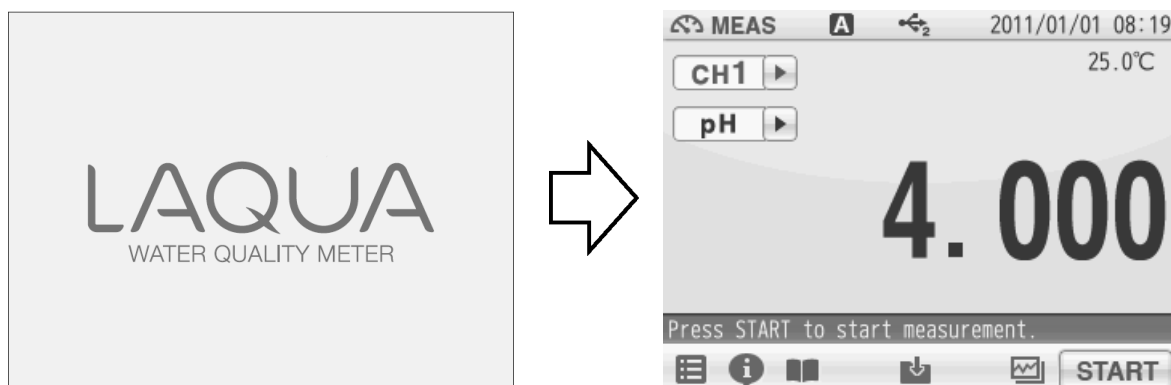 LAQUA
WATER QUALITY METER
MEAS A 2 2011/01/01 08:19
25.0℃
CH1
pH
4.000
Press START to start measurement.
START